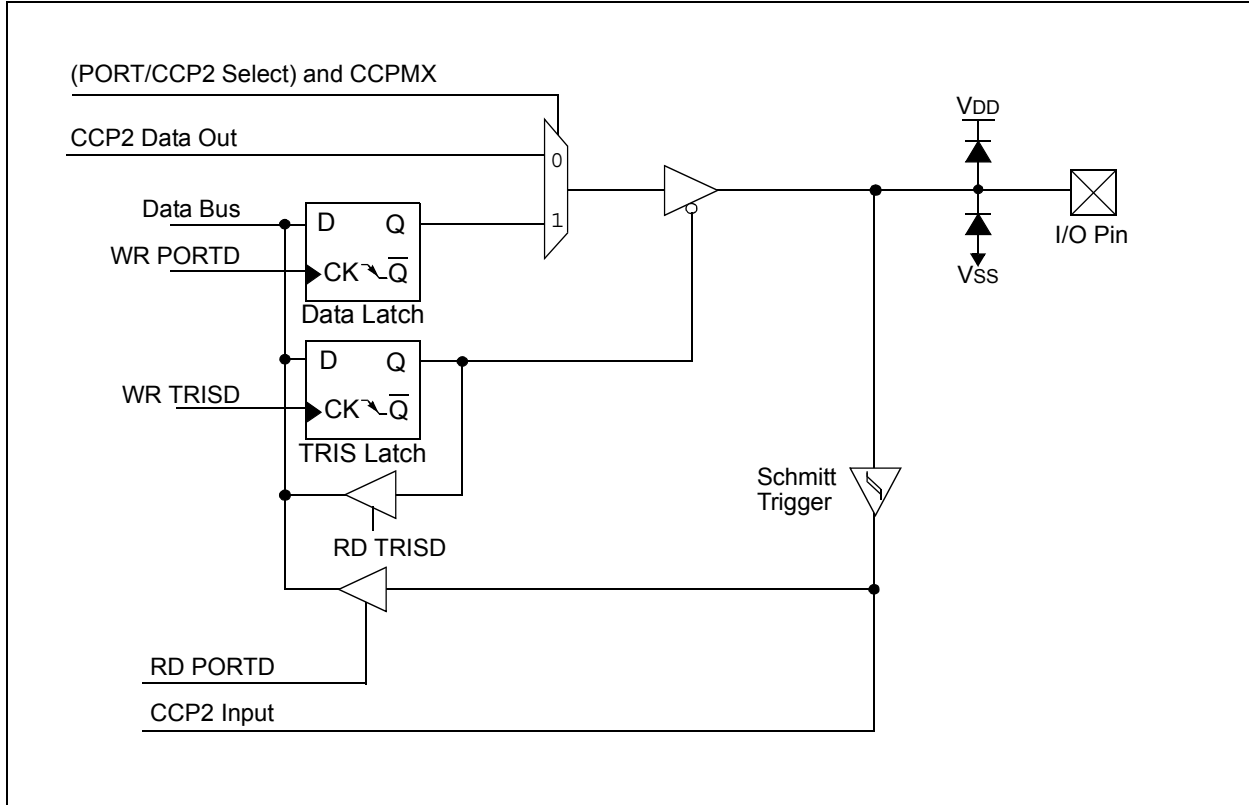 (PORT/CCP2 Select) and CCPMX
VDD
CCP2 Data Out
0
Data Bus
D Q
1
I/O Pin
WR PORTD
CK Q̅
VSS
Data Latch
D Q
WR TRISD
CK Q̅
TRIS Latch
Schmitt
Trigger
RD TRISD
RD PORTD
CCP2 Input